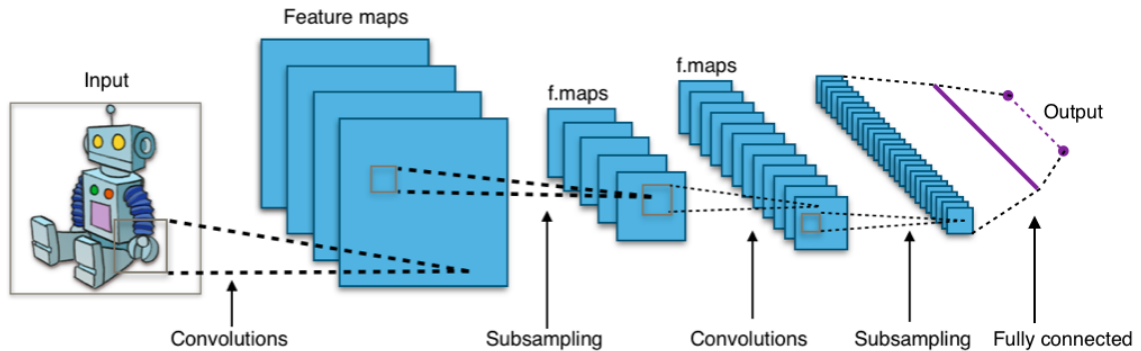 Feature maps
f.maps
f.maps
Input
Output
Convolutions
Subsampling
Convolutions
Subsampling
Fully connected